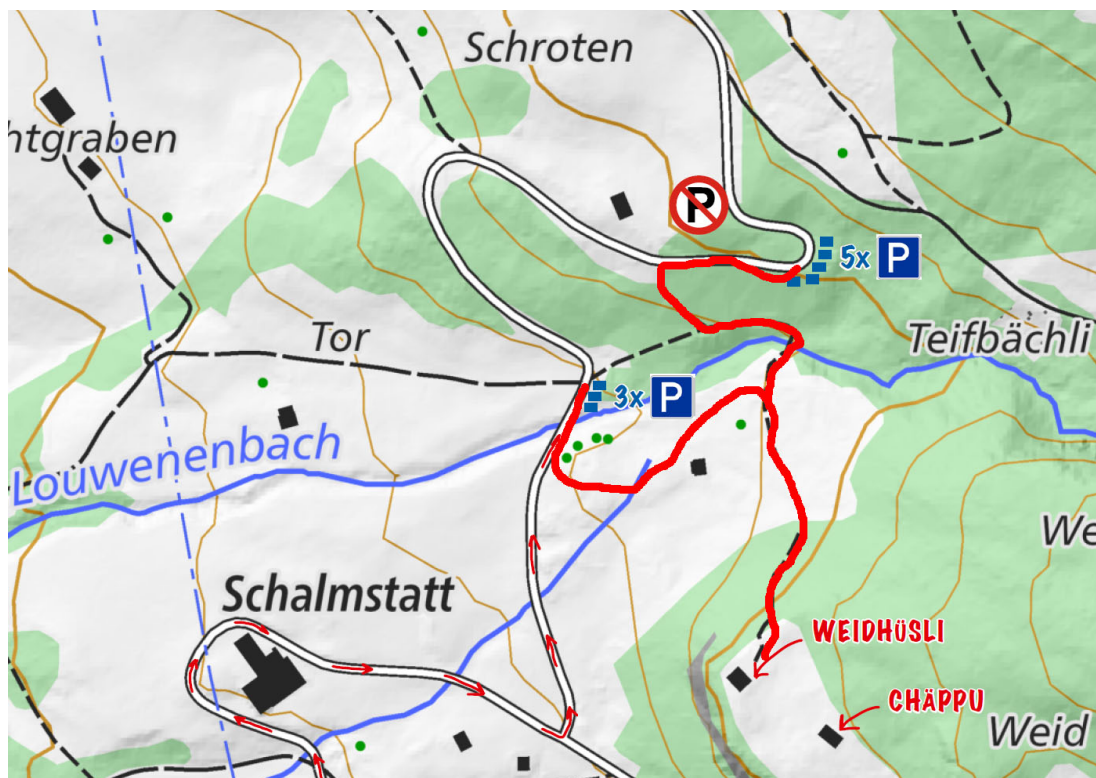 Schroten
htgraben
P
5x P
Teifbächli
Tor
3x P
Louwenenbach
We
Schalmstatt
WEIDHÜSLI
CHÄPPU
Weid